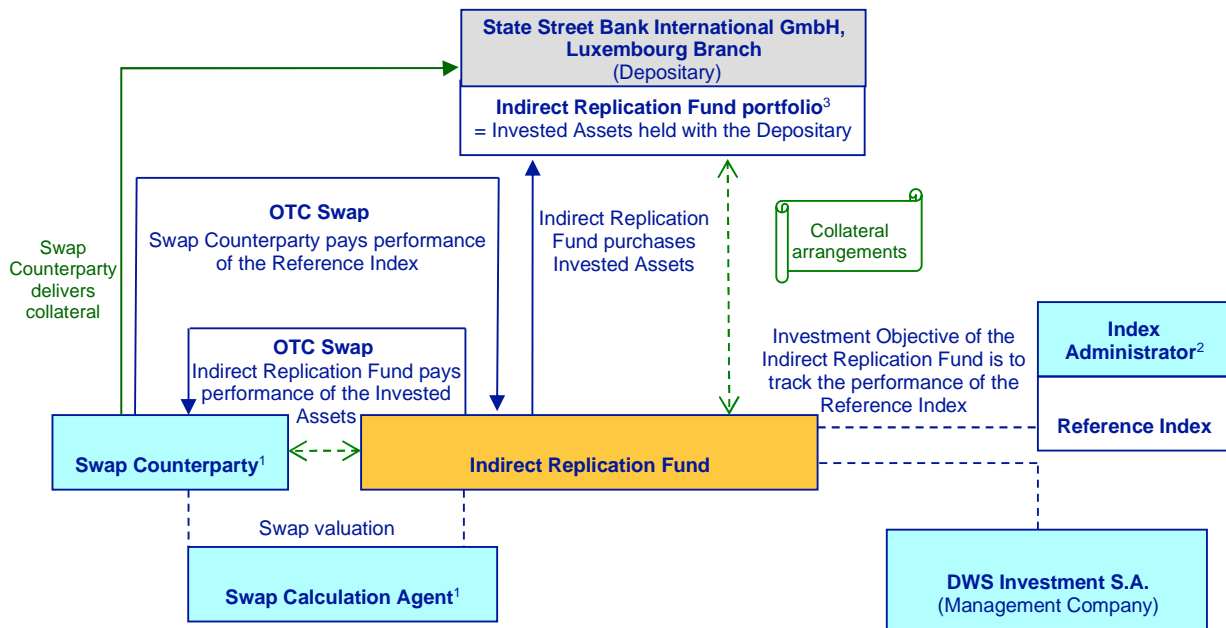 State Street Bank International GmbH,
Luxembourg Branch
(Depositary)
Indirect Replication Fund portfolio³
= Invested Assets held with the Depositary
OTC Swap
Swap Counterparty pays performance
of the Reference Index
Indirect Replication
Fund purchases
Invested Assets
Collateral
arrangements
Swap
Counterparty
delivers
collateral
OTC Swap
Indirect Replication Fund pays
performance of the Invested
Assets
Investment Objective of the
Indirect Replication Fund is to
track the performance of the
Reference Index
Index
Administrator²
Reference Index
Swap Counterparty¹
Indirect Replication Fund
Swap valuation
Swap Calculation Agent¹
DWS Investment S.A.
(Management Company)